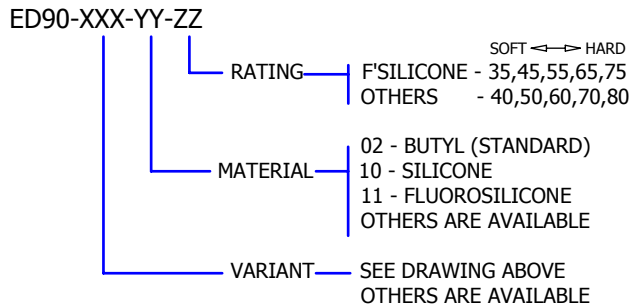 ED90-XXX-YY-ZZ
SOFT HARD
RATING F'SILICONE - 35,45,55,65,75
OTHERS - 40,50,60,70,80
02 - BUTYL (STANDARD)
MATERIAL 10 - SILICONE
11 - FLUOROSILICONE
OTHERS ARE AVAILABLE
VARIANT SEE DRAWING ABOVE
OTHERS ARE AVAILABLE